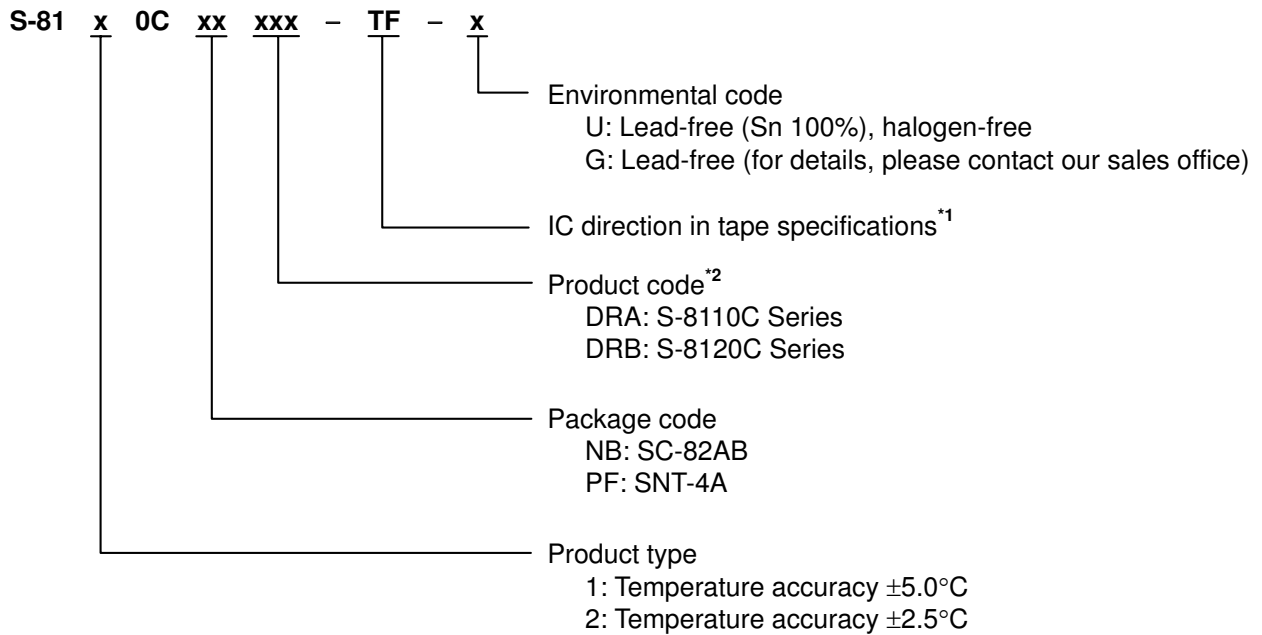 S-81 x 0C xx xxx – TF – x
Environmental code
U: Lead-free (Sn 100%), halogen-free
G: Lead-free (for details, please contact our sales office)
IC direction in tape specifications*1
Product code*2
DRA: S-8110C Series
DRB: S-8120C Series
Package code
NB: SC-82AB
PF: SNT-4A
Product type
1: Temperature accuracy ±5.0°C
2: Temperature accuracy ±2.5°C